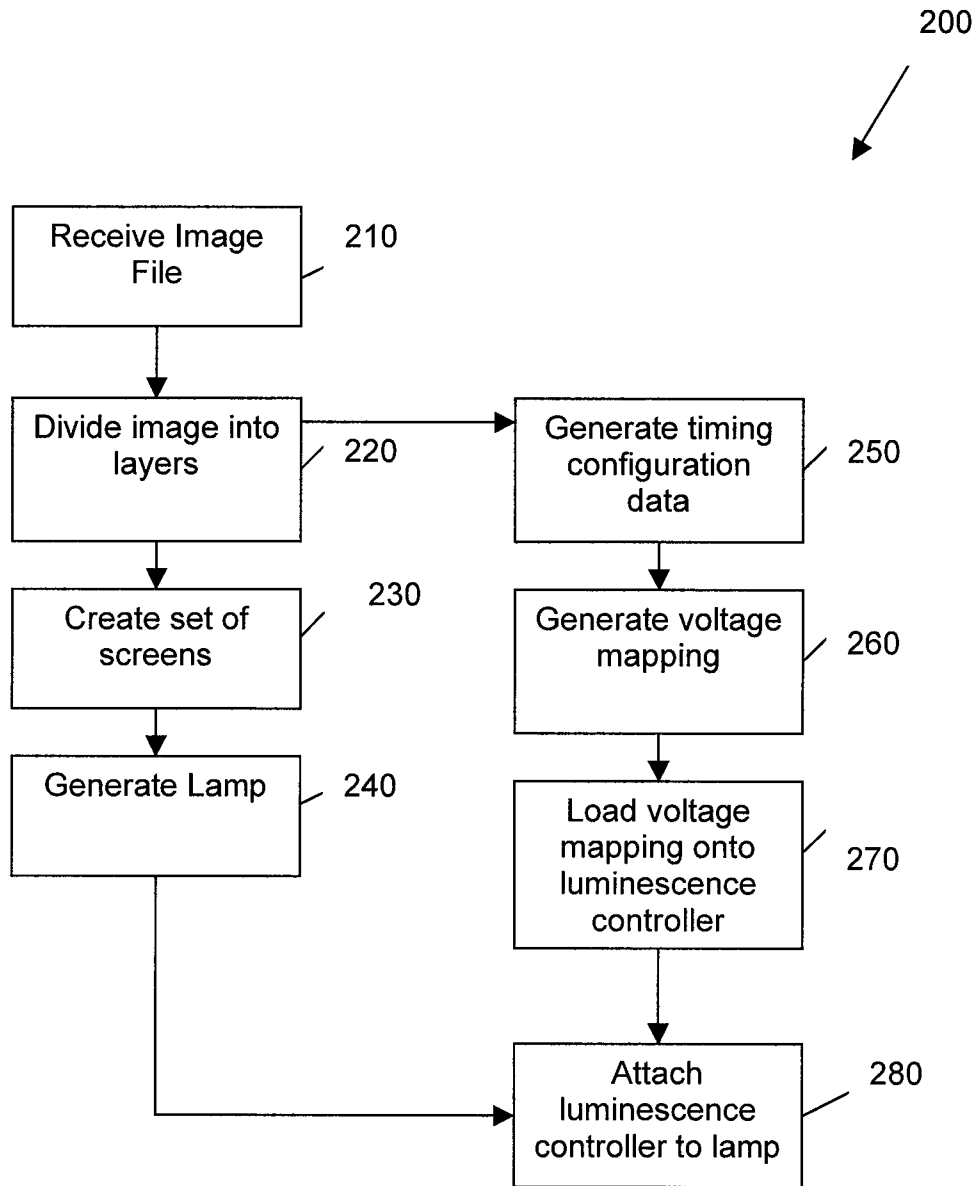 200
Receive Image
File
210
Divide image into
layers
220
Generate timing
configuration
data
250
Create set of
screens
230
Generate voltage
mapping
260
Generate Lamp
240
Load voltage
mapping onto
luminescence
controller
270
Attach
luminescence
controller to lamp
280